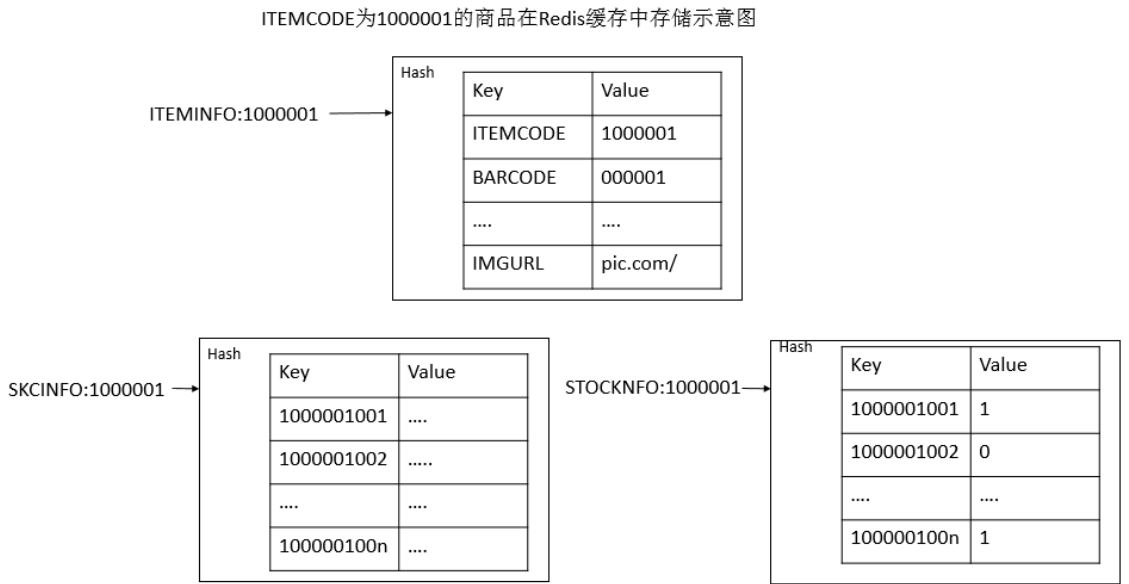 ITEMCODE为1000001的商品在Redis缓存中存储示意图
Hash
ITEMINFO:1000001
Key Value
ITEMCODE 1000001
BARCODE 000001
.... ....
IMGURL pic.com/
Hash
SKCINFO:1000001
Key Value
1000001001 ....
1000001002 .....
.... ....
100000100n ....
Hash
STOCKNFO:1000001
Key Value
1000001001 1
1000001002 0
.... ....
100000100n 1